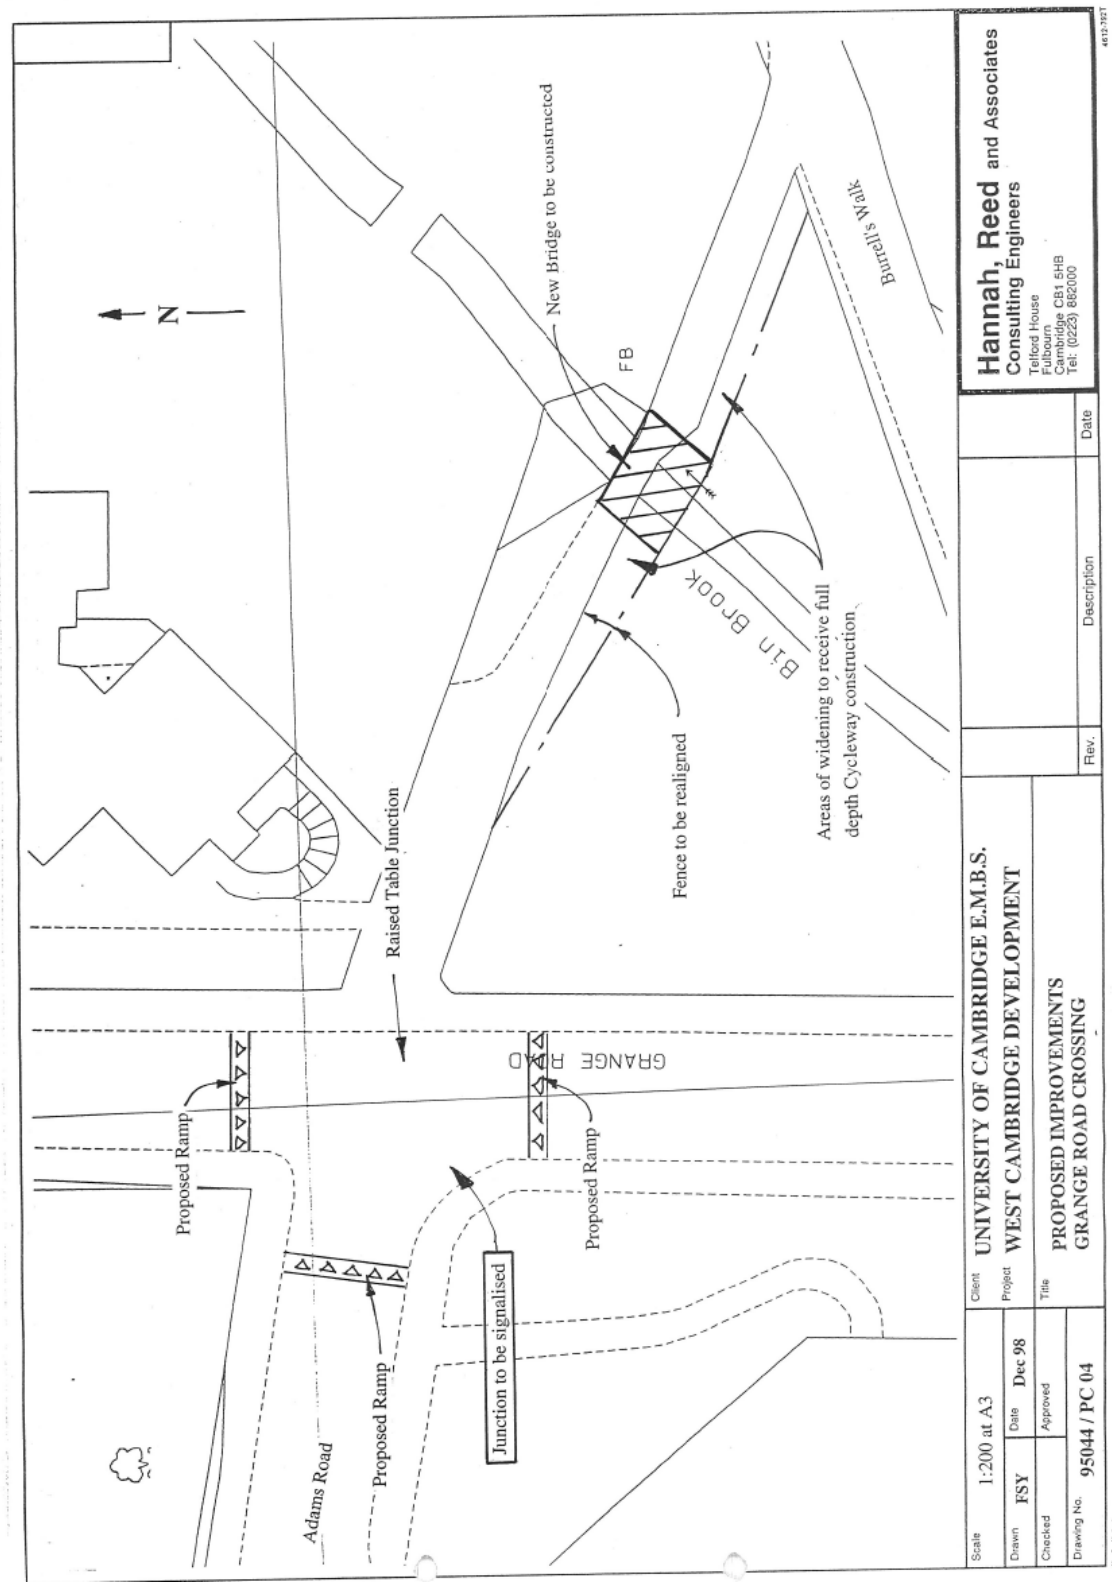 Adams Road
Proposed Ramp
Junction to be signalised
Proposed Ramp
Proposed Ramp
GRANGE ROAD
Raised Table Junction
Fence to be realigned
Areas of widening to receive full
depth Cycleway construction
Bin Brook
New Bridge to be constructed
FB
Burrell's Walk
N
Scale
1:200 at A3
Drawn
FSY
Date
Dec 98
Checked
Approved
Drawing No.
95044 / PC 04
Client
UNIVERSITY OF CAMBRIDGE E.M.B.S.
Project
WEST CAMBRIDGE DEVELOPMENT
Title
PROPOSED IMPROVEMENTS
GRANGE ROAD CROSSING
Rev.
Description
Date
Hannah, Reed and Associates
Consulting Engineers
Telford House
Fulbourn
Cambridge CB1 5HB
Tel: (0223) 882000